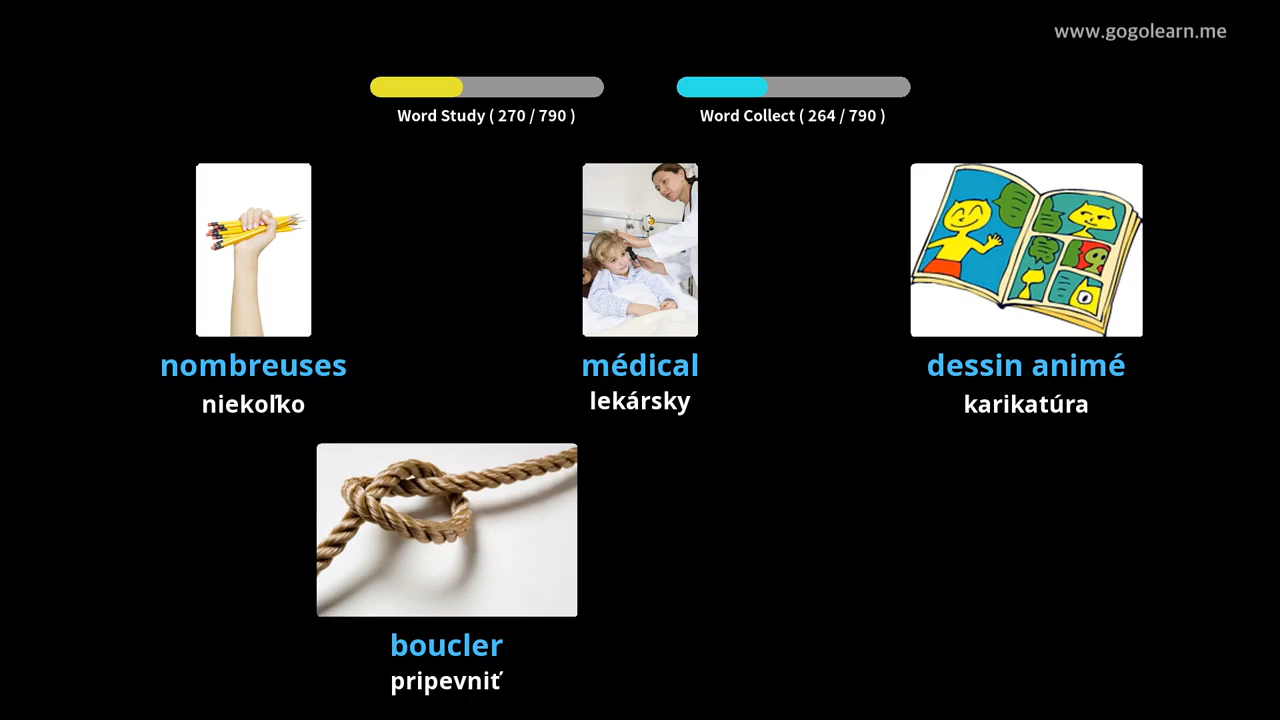 www.gogolearn.me
Word Study ( 270 / 790 )
Word Collect ( 264 / 790 )
nombreuses
niekoľko
médical
lekársky
dessin animé
karikatúra
boucler
pripevniť